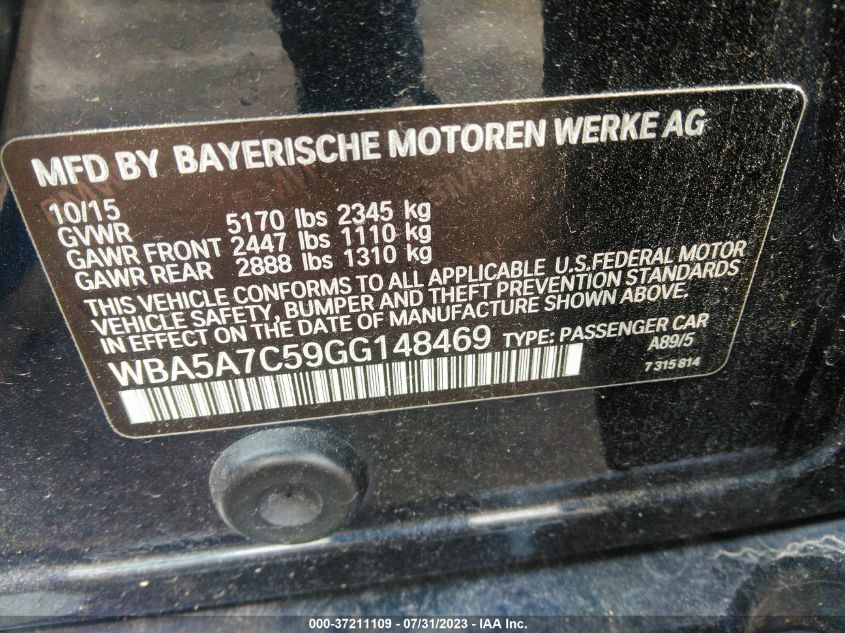 MFD BY BAYERISCHE MOTOREN WERKE AG
10/15
GVWR 5170 lbs 2345 kg
GAWR FRONT 2447 lbs 1110 kg
GAWR REAR 2888 lbs 1310 kg
THIS VEHICLE CONFORMS TO ALL APPLICABLE U.S.FEDERAL MOTOR
VEHICLE SAFETY, BUMPER AND THEFT PREVENTION STANDARDS
IN EFFECT ON THE DATE OF MANUFACTURE SHOWN ABOVE.
WBA5A7C59GG148469 TYPE: PASSENGER CAR
A89/5
7 315 814
000-37211109 - 07/31/2023 - IAA Inc.